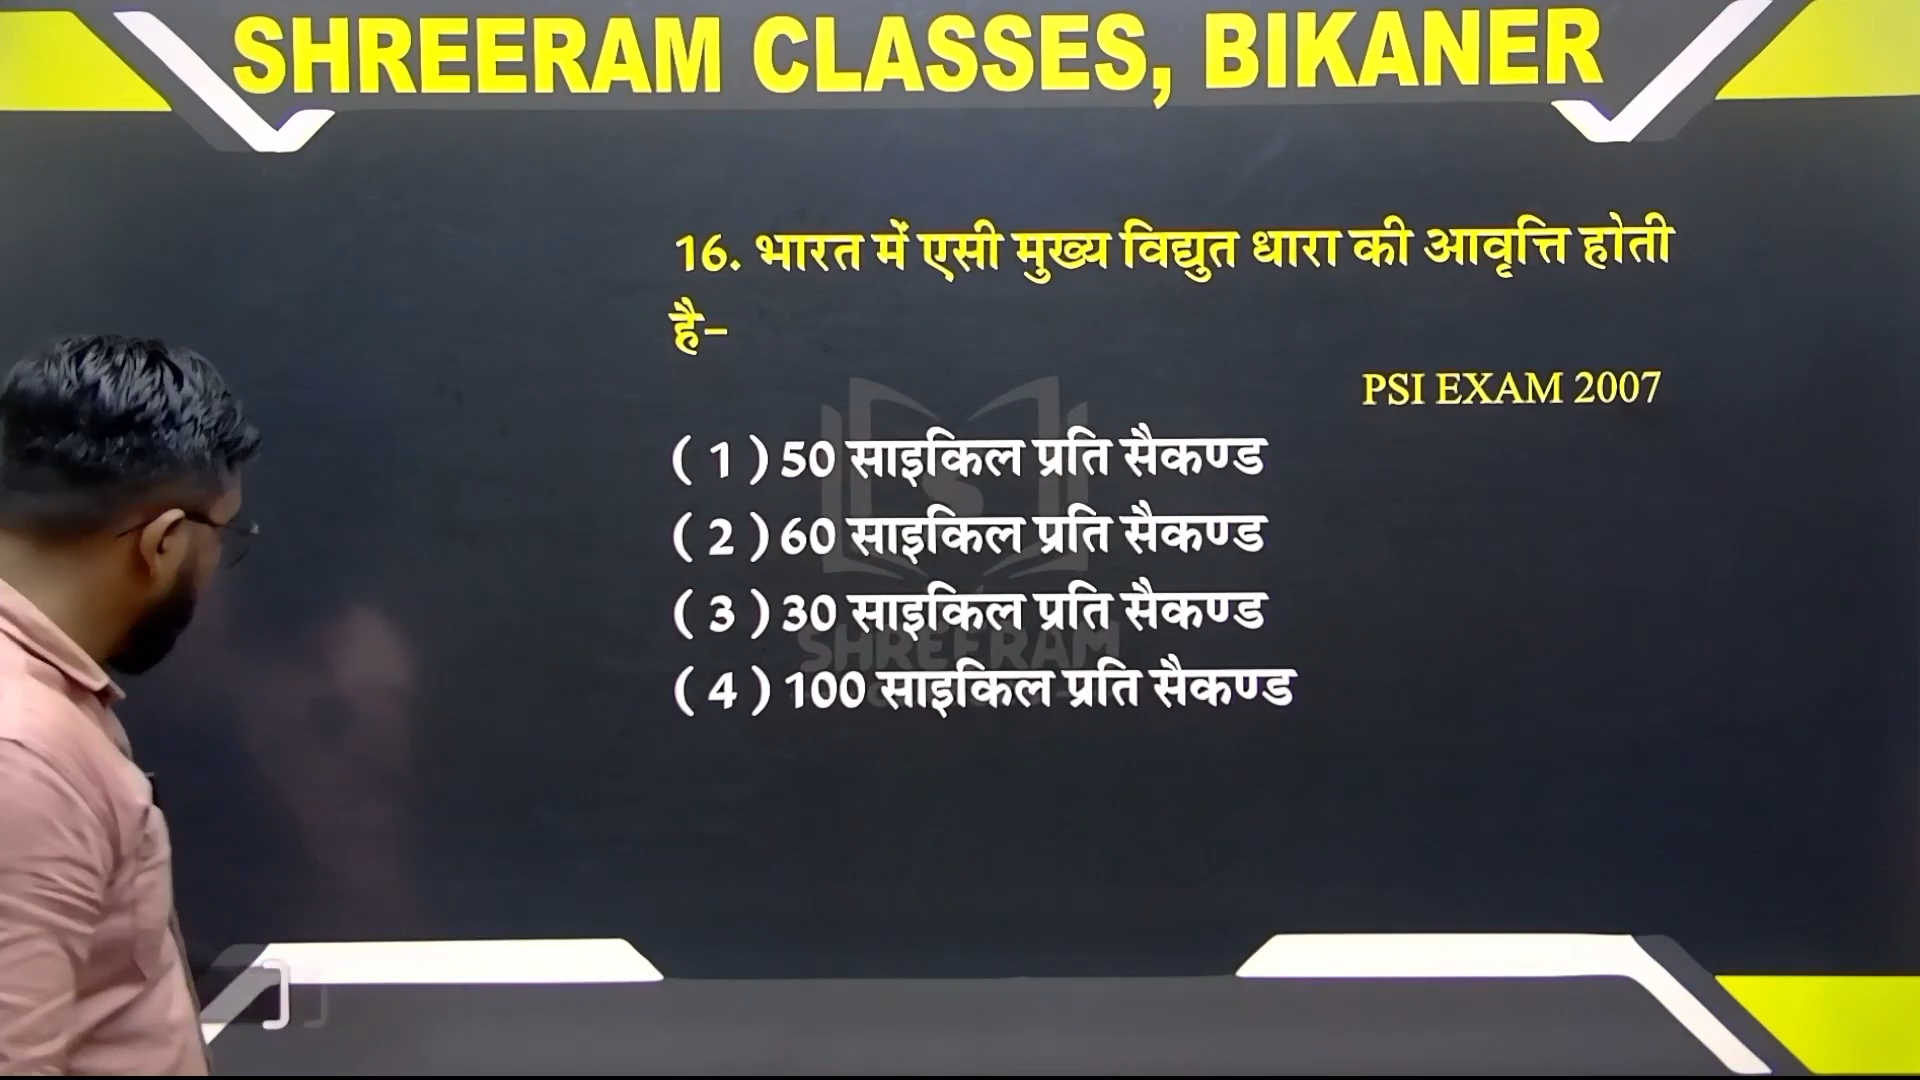 SHREERAM CLASSES, BIKANER
16. भारत में एसी मुख्य विद्युत धारा की आवृत्ति होती
है-
PSI EXAM 2007
( 1 ) 50 साइकिल प्रति सैकण्ड
( 2 ) 60 साइकिल प्रति सैकण्ड
( 3 ) 30 साइकिल प्रति सैकण्ड
SHREERAM
( 4 ) 100 साइकिल प्रति सैकण्ड